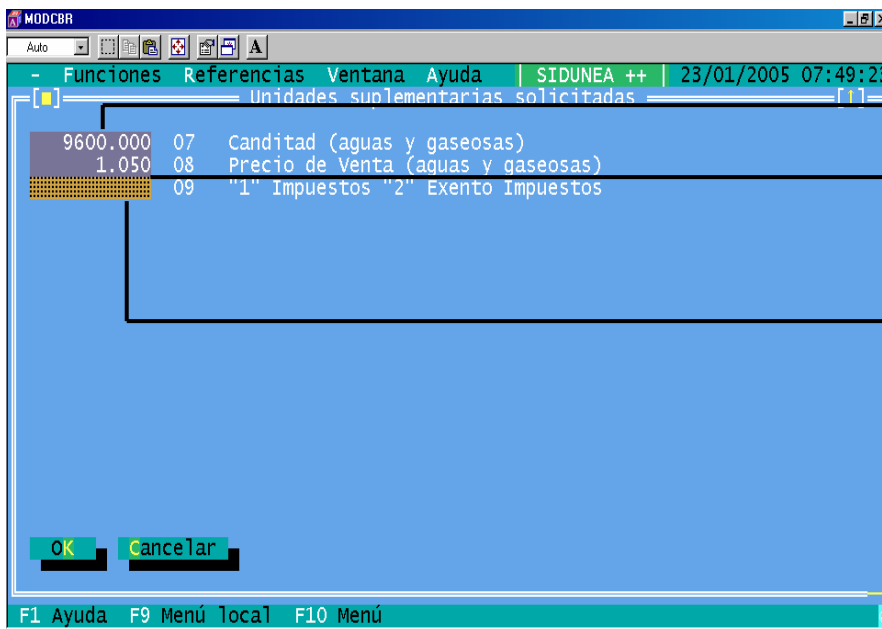 MODCBR
Auto
A
- Funciones Referencias Ventana Ayuda | SIDUNEA ++ | 23/01/2005 07:49:2
Unidades suplementarias solicitadas
9600.000 07 Canditad (aguas y gaseosas)
1.050 08 Precio de Venta (aguas y gaseosas)
09 "1" Impuestos "2" Exento Impuestos
OK Cancelar
F1 Ayuda F9 Menú local F10 Menú